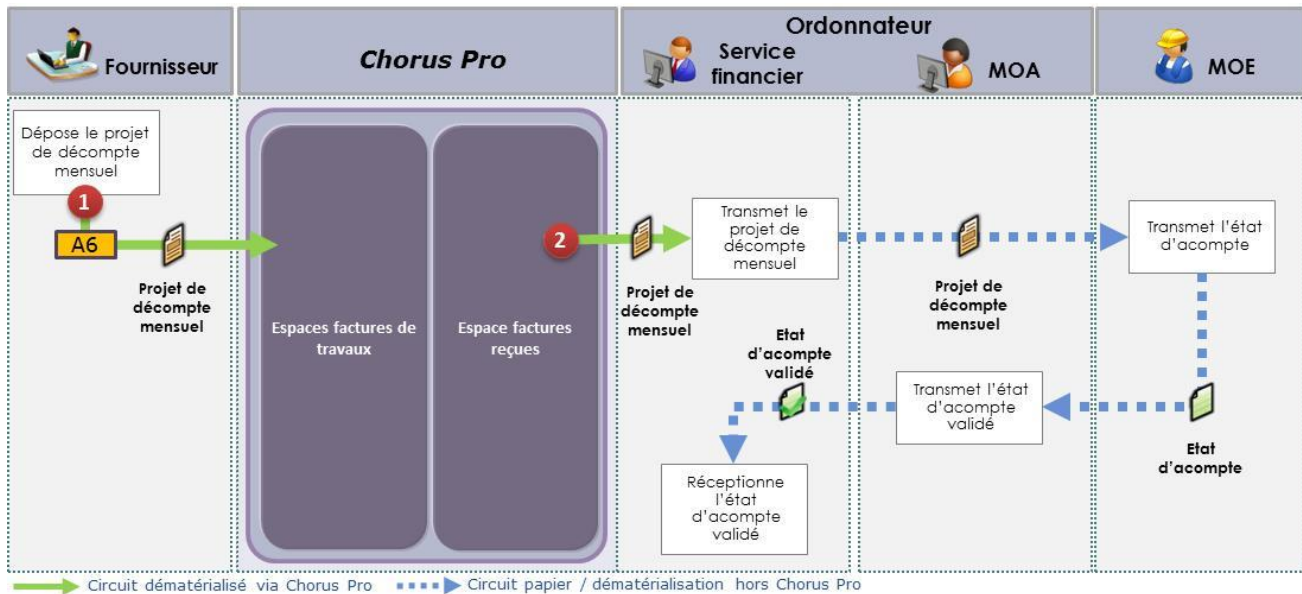 Fournisseur
Chorus Pro
Ordonnateur
Service
financier
MOA
MOE
Dépose le projet
de décompte
mensuel
1
A6
Projet de
décompte
mensuel
Espaces factures de
travaux
Espace factures
reçues
2
Projet de
décompte
mensuel
Transmet le
projet de
décompte
mensuel
Projet de
décompte
mensuel
Transmet l'état
d'acompte
Etat
d'acompte
Transmet l'état
d'acompte
validé
Etat
d'acompte
validé
Réceptionne
l'état
d'acompte
validé
Circuit dématérialisé via Chorus Pro
Circuit papier / dématérialisation hors Chorus Pro